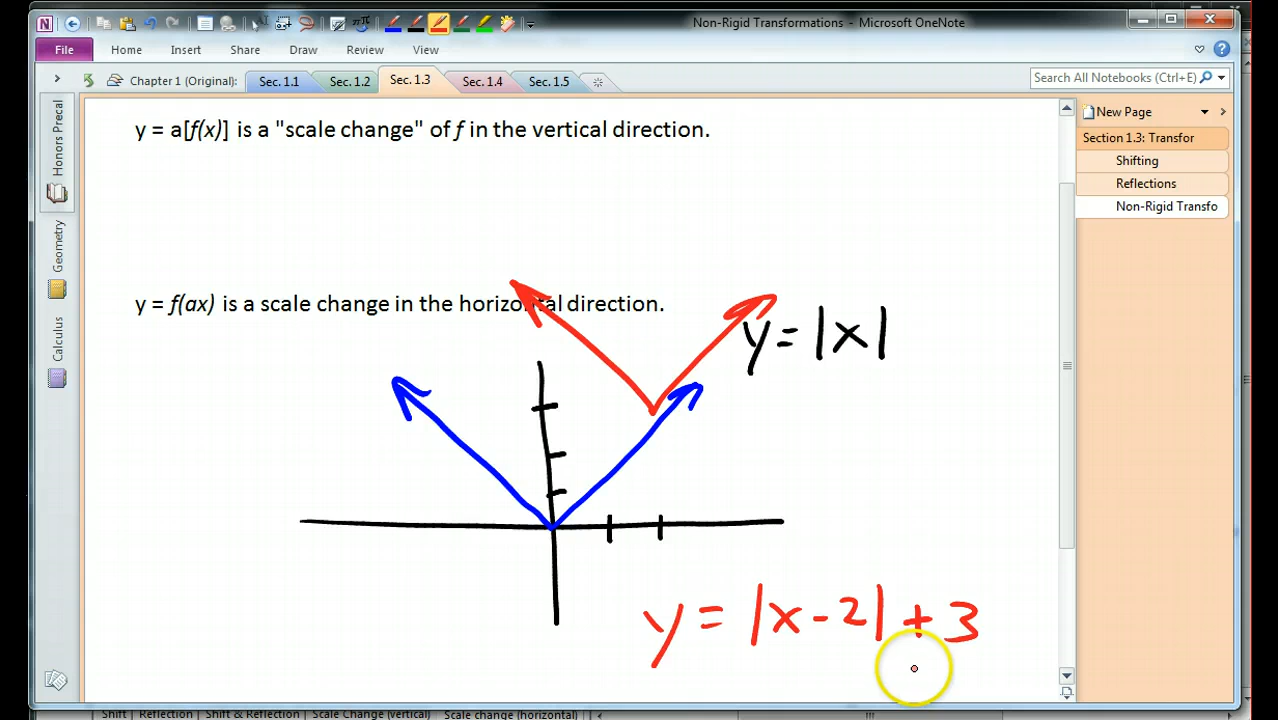 Non-Rigid Transformations - Microsoft OneNote
File Home Insert Share Draw Review View
Chapter 1 (Original): Sec. 1.1 Sec. 1.2 Sec. 1.3 Sec. 1.4 Sec. 1.5
Search All Notebooks (Ctrl+E)
Honors Precal
Geometry
Calculus
New Page
Section 1.3: Transfor
Shifting
Reflections
Non-Rigid Transfo
y = a[f(x)] is a "scale change" of f in the vertical direction.
y = f(ax) is a scale change in the horizontal direction.
y = |x|
y = |x - 2| + 3
Shift Reflection Shift & Reflection Scale Change (vertical) Scale change (horizontal)